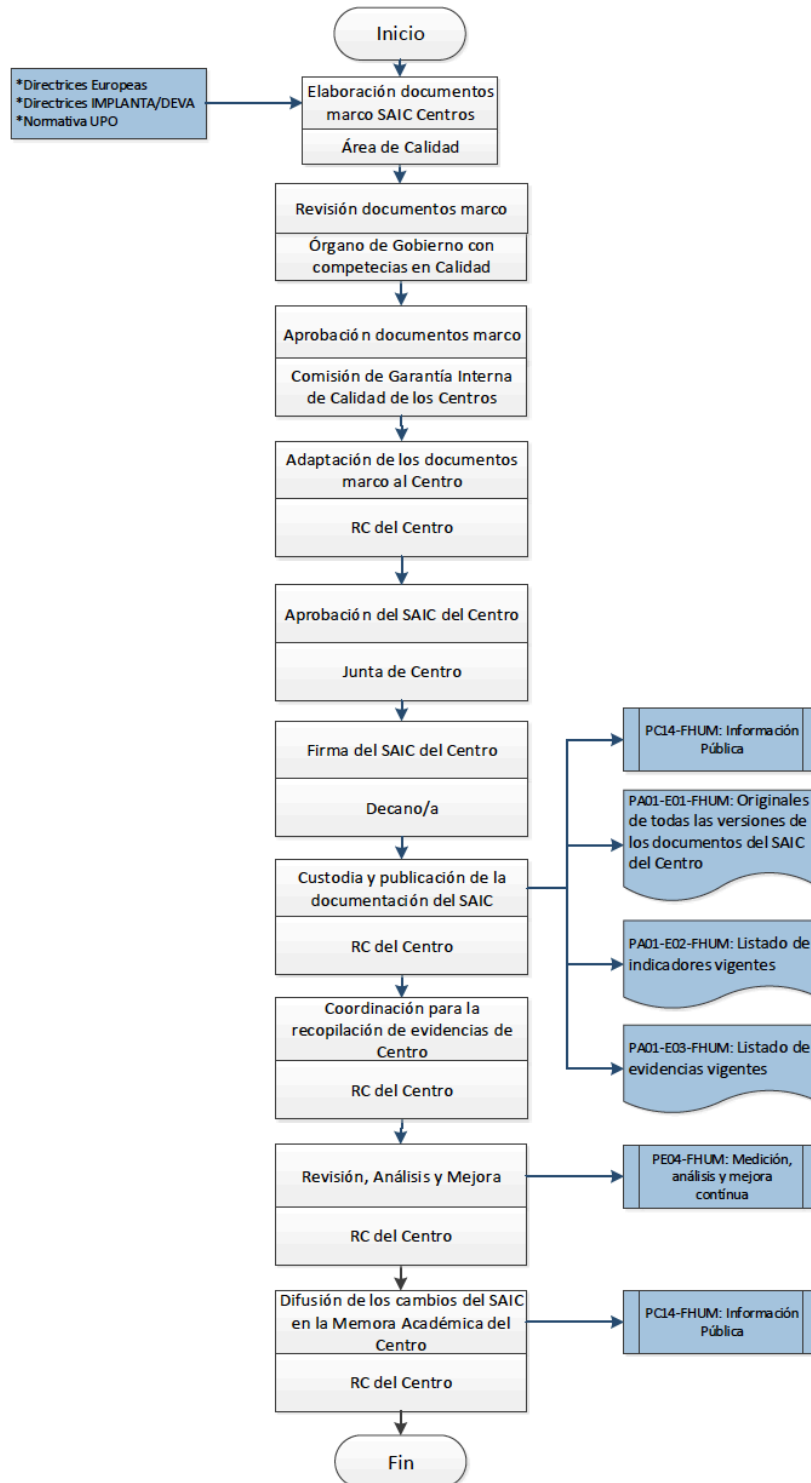 Inicio
*Directrices Europeas
*Directrices IMPLANTA/DEVA
*Normativa UPO
Elaboración documentos
marco SAIC Centros
Área de Calidad
Revisión documentos marco
Órgano de Gobierno con
competecias en Calidad
Aprobación documentos marco
Comisión de Garantía Interna
de Calidad de los Centros
Adaptación de los documentos
marco al Centro
RC del Centro
Aprobación del SAIC del Centro
Junta de Centro
Firma del SAIC del Centro
Decano/a
Custodia y publicación de la
documentación del SAIC
RC del Centro
PC14-FHUM: Información
Pública
PA01-E01-FHUM: Originales
de todas las versiones de
los documentos del SAIC
del Centro
PA01-E02-FHUM: Listado de
indicadores vigentes
PA01-E03-FHUM: Listado de
evidencias vigentes
Coordinación para la
recopilación de evidencias de
Centro
RC del Centro
Revisión, Análisis y Mejora
RC del Centro
PE04-FHUM: Medición,
análisis y mejora
contínua
Difusión de los cambios del SAIC
en la Memora Académica del
Centro
RC del Centro
PC14-FHUM: Información
Pública
Fin